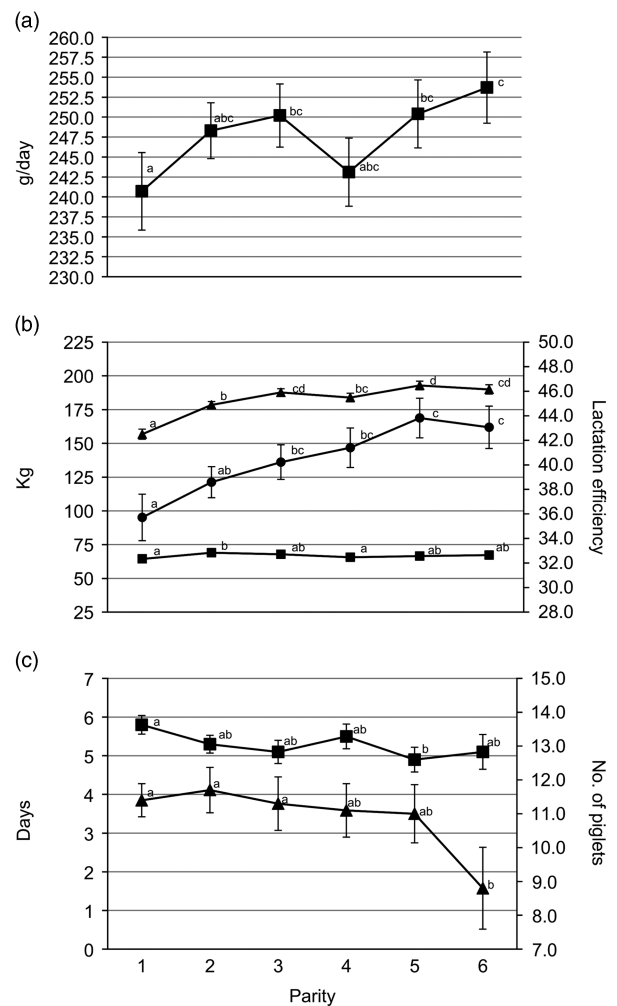 (a)
260.0
257.5
255.0
252.5
250.0
247.5
245.0
242.5
240.0
237.5
235.0
232.5
230.0
g/day
a
abc
bc
abc
bc
c
(b)
225
200
175
150
125
100
75
50
25
Kg
50.0
48.0
46.0
44.0
42.0
40.0
38.0
36.0
34.0
32.0
30.0
28.0
Lactation efficiency
a
b
cd
bc
d
cd
a
ab
bc
bc
c
c
a
b
ab
a
ab
ab
(c)
7
6
5
4
3
2
1
0
Days
15.0
14.0
13.0
12.0
11.0
10.0
9.0
8.0
7.0
No. of piglets
a
ab
ab
ab
b
ab
a
a
a
ab
ab
b
1 2 3 4 5 6
Parity